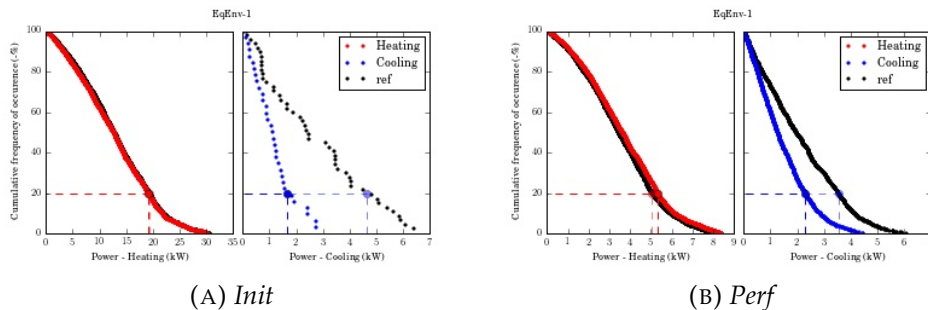 EqEnv-1
Cumulative frequency of occurence (-%)
100
80
60
40
20
0
0 5 10 15 20 25 30 35
Power - Heating (kW)
Heating
Cooling
ref
0 1 2 3 4 5 6 7
Power - Cooling (kW)
(A) Init
EqEnv-1
Cumulative frequency of occurence (-%)
100
80
60
40
20
0
0 1 2 3 4 5 6 7 8 9
Power - Heating (kW)
Heating
Cooling
ref
0 1 2 3 4 5 6
Power - Cooling (kW)
(B) Perf